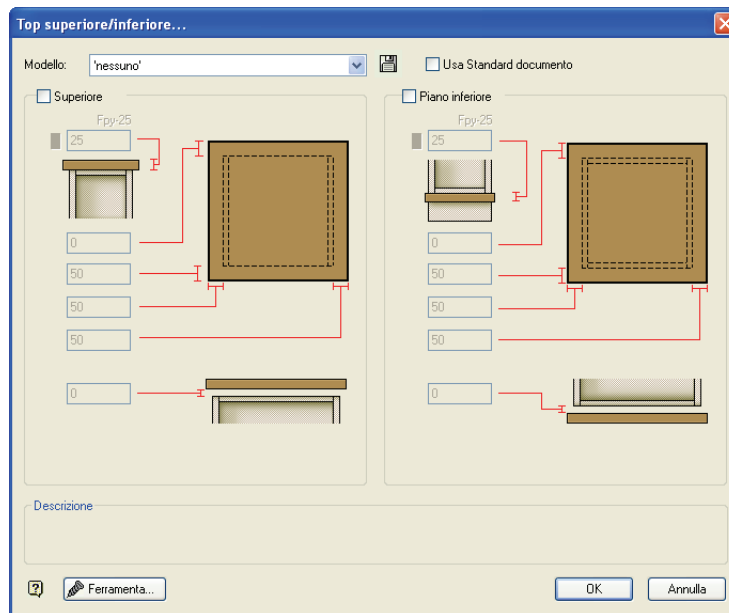 Top superiore/inferiore...
Modello: 'nessuno' Usa Standard documento
Superiore
Fpy-25
25
0
50
50
50
0
Piano inferiore
Fpy-25
25
0
50
50
50
0
Descrizione
Ferramenta... OK Annulla